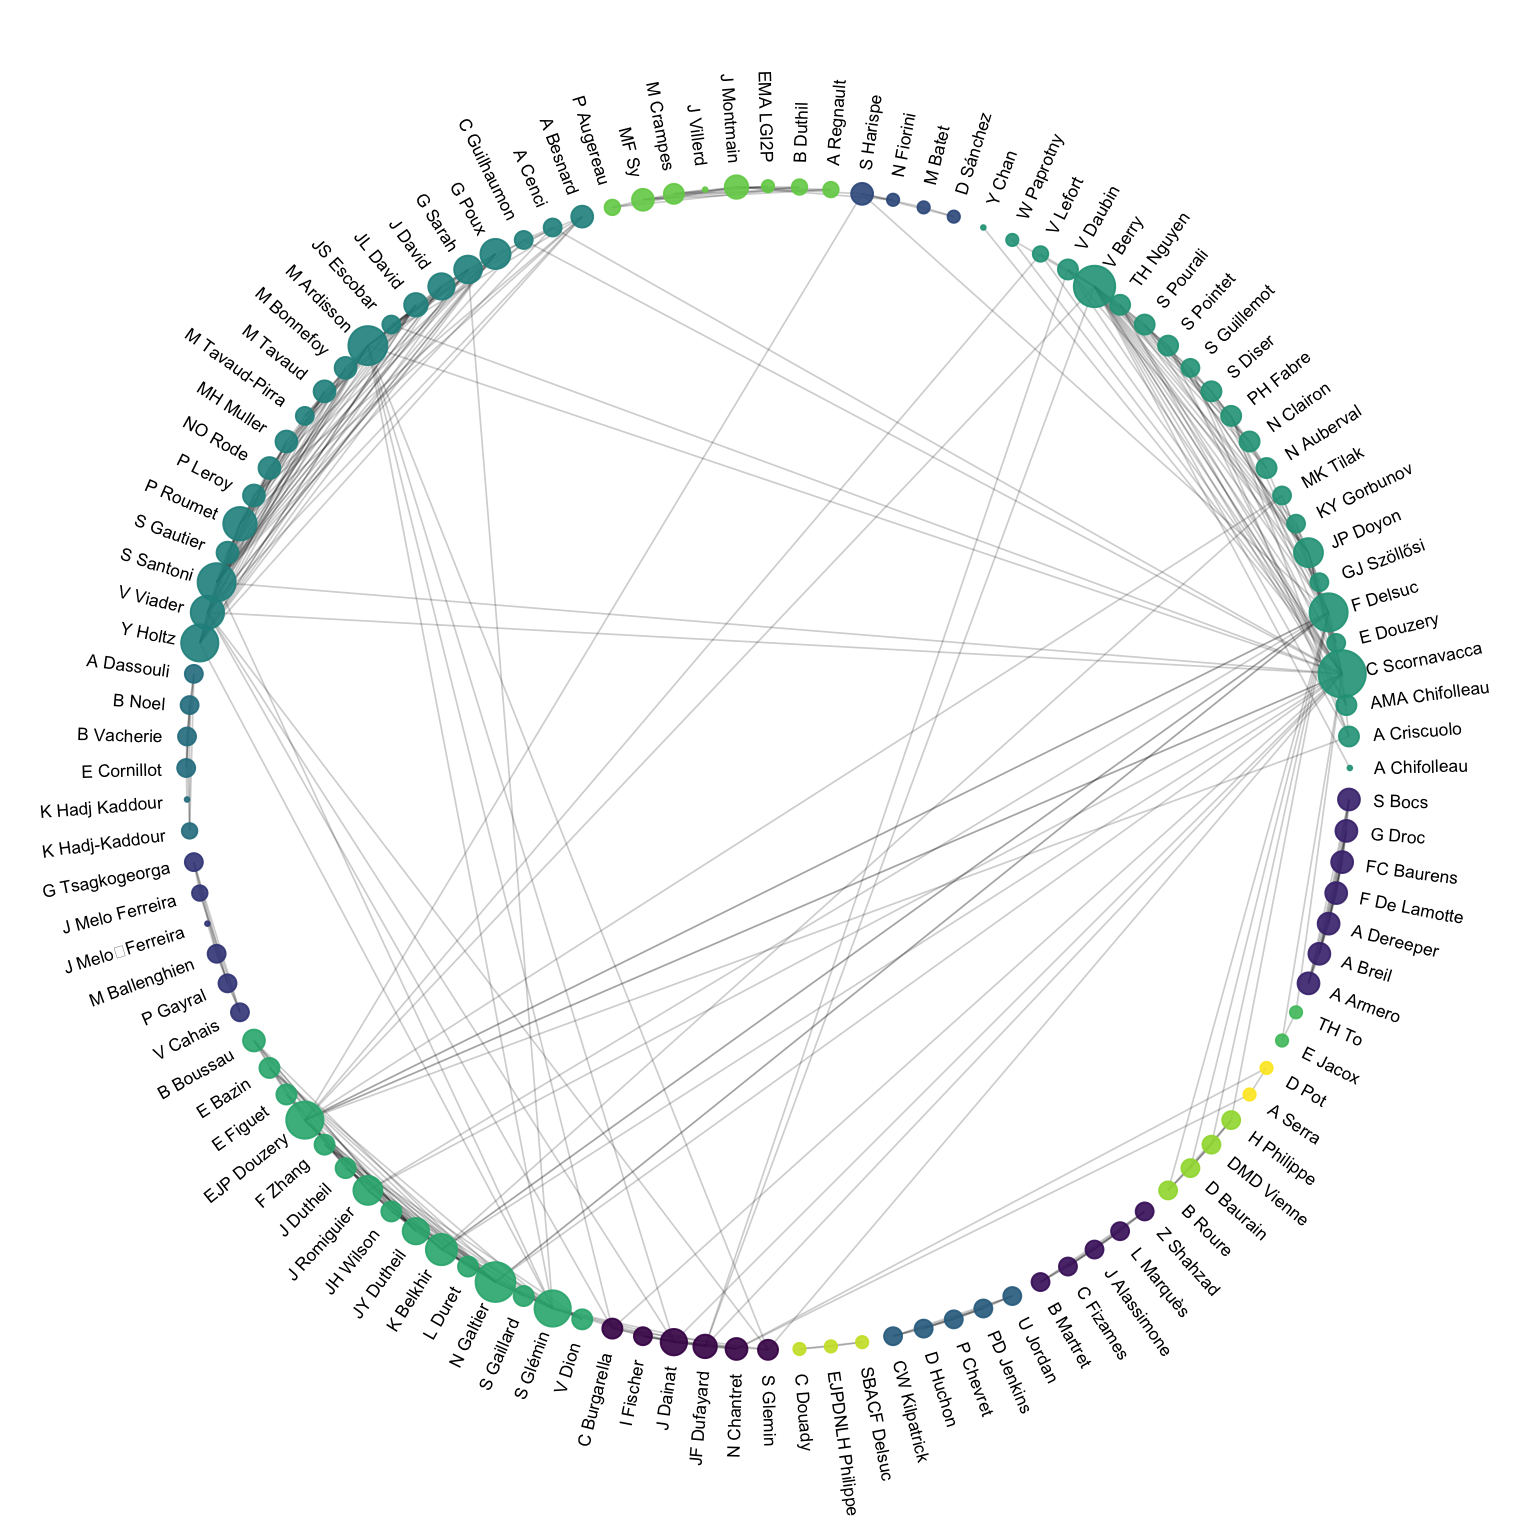 P Augereau
MF Sy
M Crampes
J Villerd
J Montmain
EMA LGI2P
B Duthil
A Regnault
S Harispe
N Fiorini
M Batet
D Sánchez
Y Chan
W Paprotny
V Lefort
V Daubin
V Berry
TH Nguyen
S Pourali
S Pointet
S Guillemot
S Diser
PH Fabre
N Clairon
N Auberval
MK Tilak
KY Gorbunov
JP Doyon
GJ Szöllősi
F Delsuc
E Douzery
C Scornavacca
AMA Chifolleau
A Criscuolo
A Chifolleau
S Bocs
G Droc
FC Baurens
F De Lamotte
A Dereeper
A Breil
A Armero
TH To
E Jacox
D Pot
A Serra
H Philippe
DMD Vienne
D Baurain
B Roure
Z Shahzad
L Marquès
J Alassimone
C Fizames
B Martret
U Jordan
PD Jenkins
P Chevret
D Huchon
CW Kilpatrick
SBACF Delsuc
EJPDNLH Philippe
C Douady
S Glemin
N Chantret
JF Dufayard
J Dainat
I Fischer
C Burgarella
V Dion
S Glémin
S Gaillard
N Galtier
L Duret
K Belkhir
JY Dutheil
JH Wilson
J Romiguier
J Dutheil
F Zhang
EJP Douzery
E Figuet
E Bazin
B Boussau
V Cahais
P Gayral
M Ballenghien
J Melo□Ferreira
J Melo Ferreira
G Tsagkogeorga
K Hadj-Kaddour
K Hadj Kaddour
E Cornillot
B Vacherie
B Noel
A Dassouli
Y Holtz
V Viader
S Santoni
S Gautier
P Roumet
P Leroy
NO Rode
MH Muller
M Tavaud-Pirra
M Tavaud
M Bonnefoy
M Ardisson
JS Escobar
JL David
J David
G Sarah
G Poux
C Guilhaumon
A Cenci
A Besnard